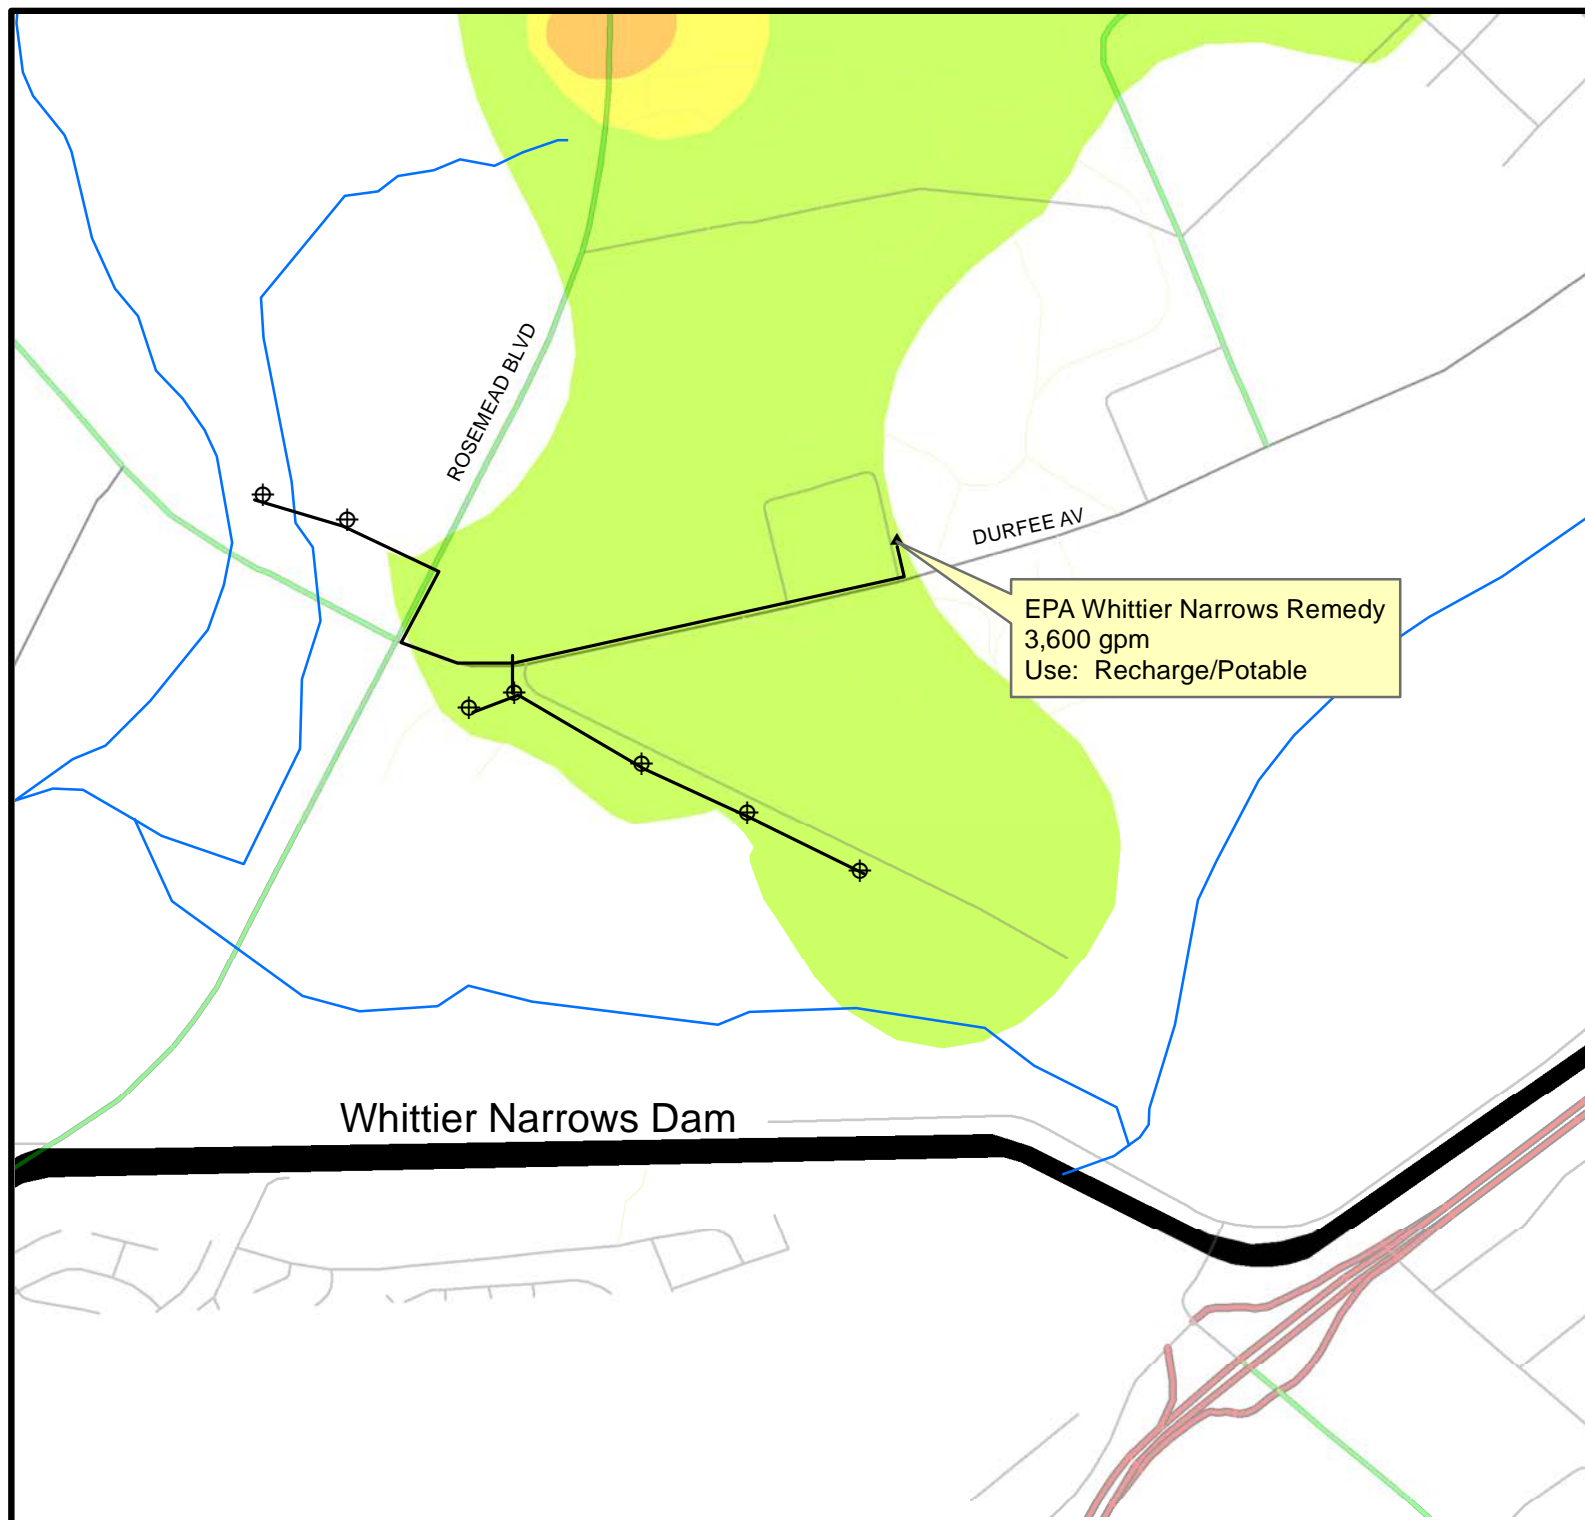 ROSEMEAD BLVD
DURFEE AV
EPA Whittier Narrows Remedy
3,600 gpm
Use:  Recharge/Potable
Whittier Narrows Dam